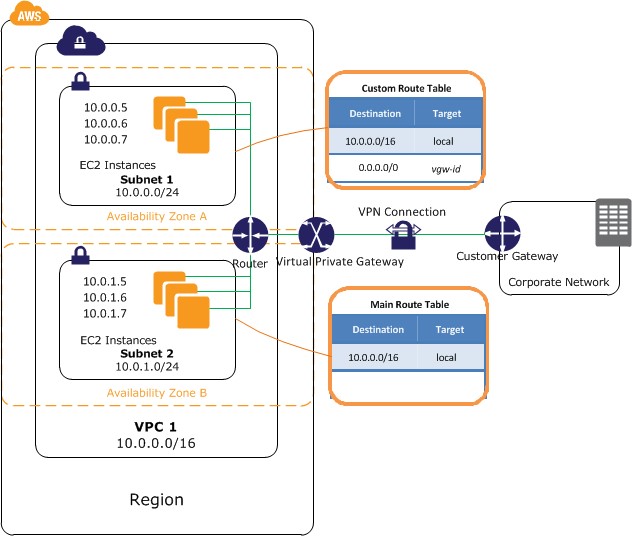 AWS
10.0.0.5
10.0.0.6
10.0.0.7
EC2 Instances
Subnet 1
10.0.0.0/24
Availability Zone A
Custom Route Table
Destination Target
10.0.0.0/16 local
0.0.0.0/0 vgw-id
VPN Connection
Router
Virtual Private Gateway
Customer Gateway
Corporate Network
10.0.1.5
10.0.1.6
10.0.1.7
EC2 Instances
Subnet 2
10.0.1.0/24
Availability Zone B
Main Route Table
Destination Target
10.0.0.0/16 local
VPC 1
10.0.0.0/16
Region